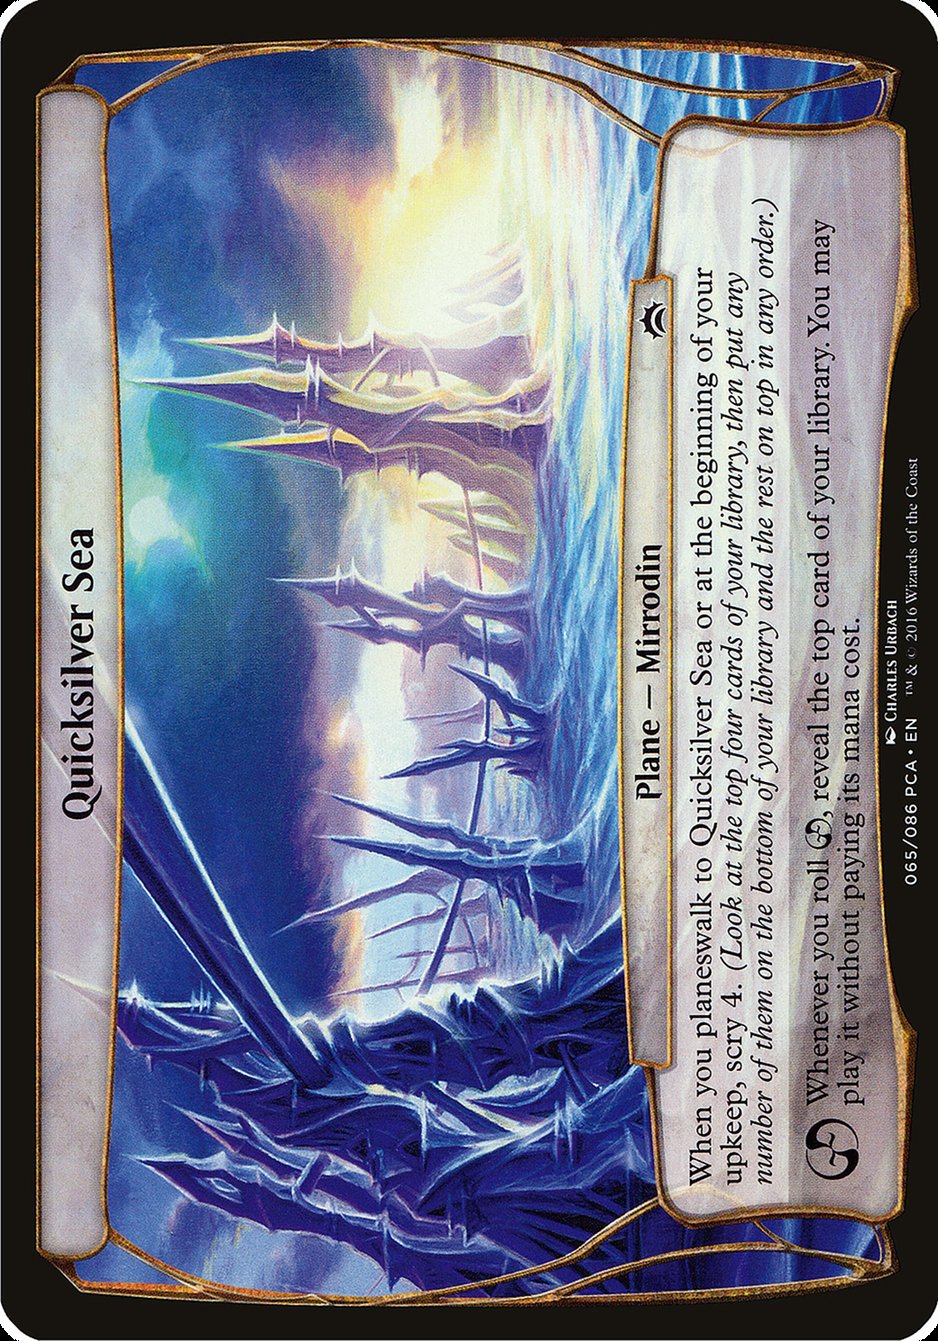 Quicksilver Sea
Plane — Mirrodin
When you planeswalk to Quicksilver Sea or at the beginning of your
upkeep, scry 4. (Look at the top four cards of your library, then put any
number of them on the bottom of your library and the rest on top in any order.)
Whenever you roll , reveal the top card of your library. You may
play it without paying its mana cost.
CHARLES URBACH
065/086 PCA • EN ™ & © 2016 Wizards of the Coast